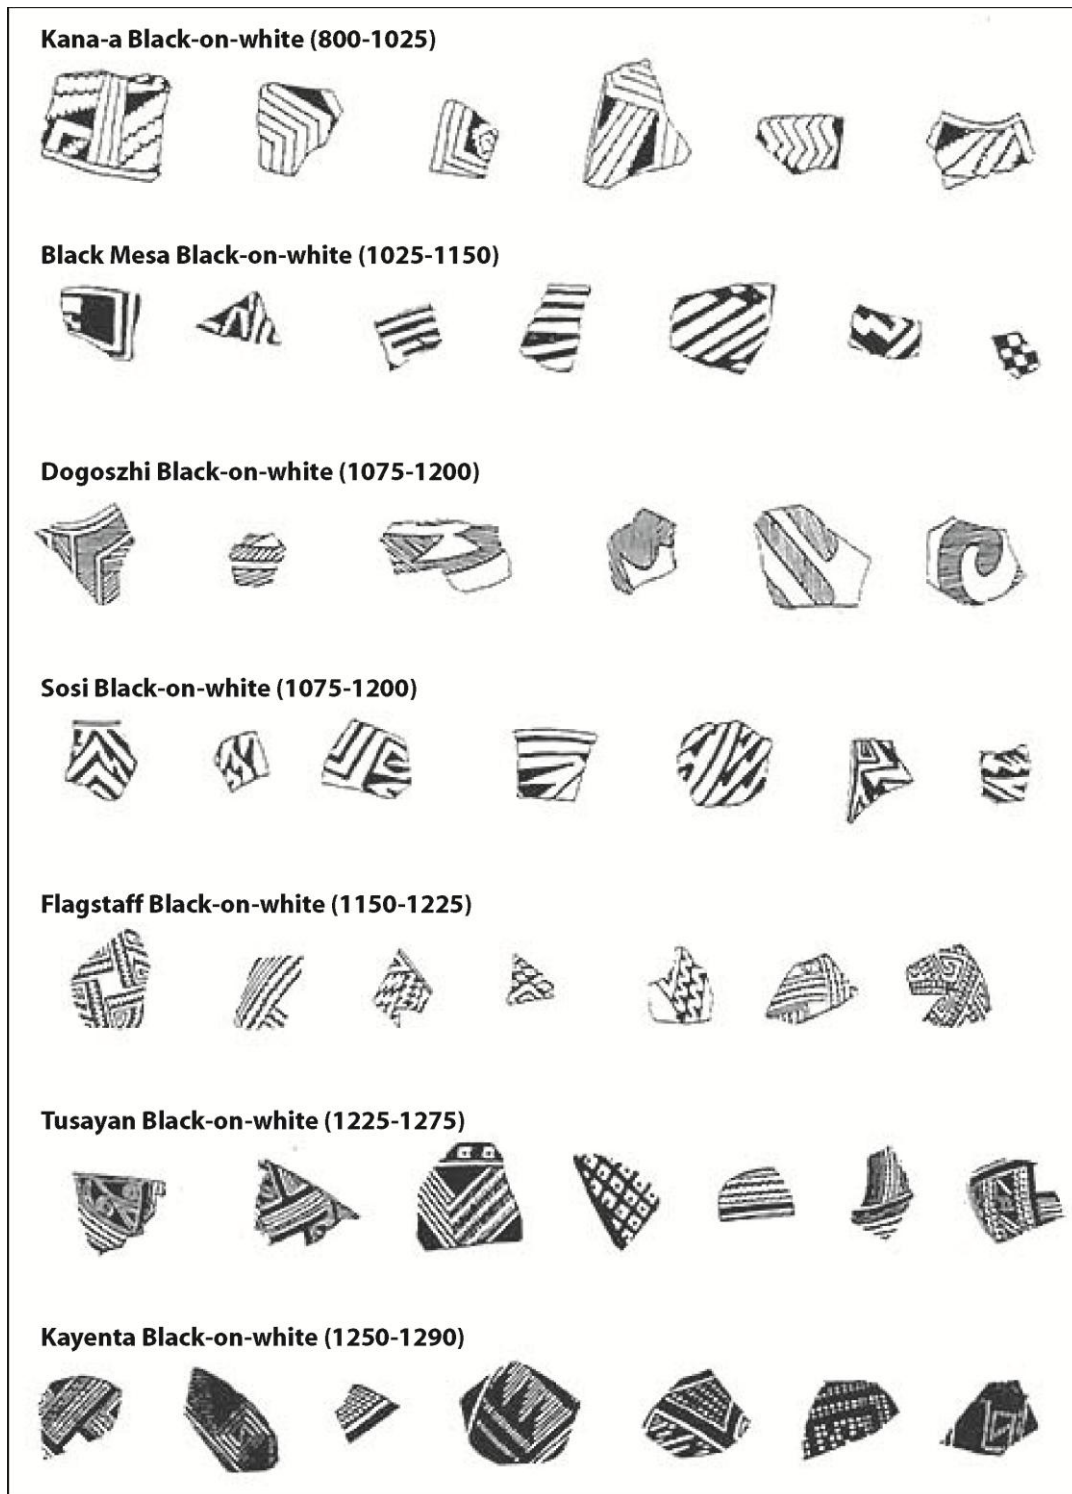 Kana-a Black-on-white (800-1025)
Black Mesa Black-on-white (1025-1150)
Dogoszhi Black-on-white (1075-1200)
Sosi Black-on-white (1075-1200)
Flagstaff Black-on-white (1150-1225)
Tusayan Black-on-white (1225-1275)
Kayenta Black-on-white (1250-1290)